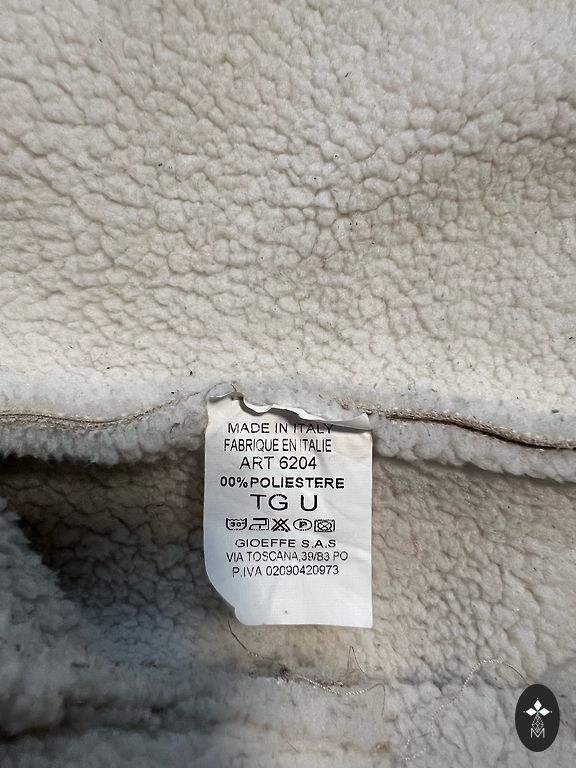 MADE IN ITALY
FABRIQUE EN ITALIE
ART 6204
00%POLIESTERE
TG U
30°
P
GIOEFFE S.A.S
VIA TOSCANA,39/B3 PO
P.IVA 02090420973
M